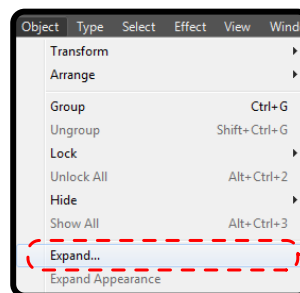 Object Type Select Effect View Wind
Transform
Arrange
Group Ctrl+G
Ungroup Shift+Ctrl+G
Lock
Unlock All Alt+Ctrl+2
Hide
Show All Alt+Ctrl+3
Expand...
Expand Appearance